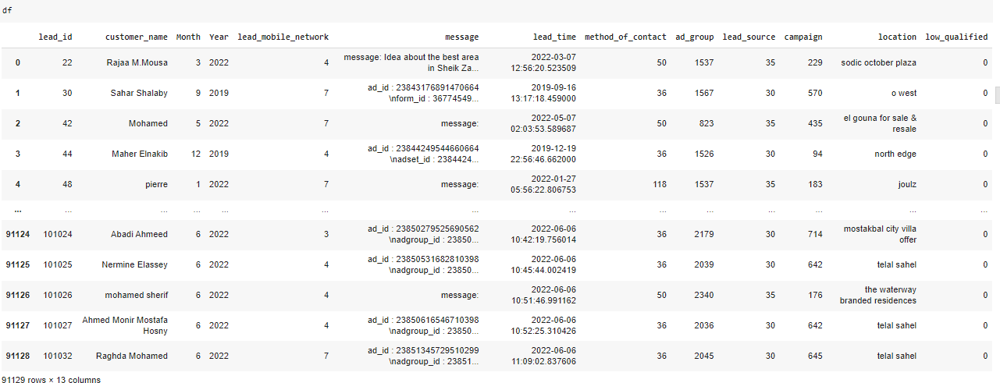 df
lead_id customer_name Month Year lead_mobile_network message lead_time method_of_contact ad_group lead_source campaign location low_qualified
0 22 Rajaa M.Mousa 3 2022 4 message: Idea about the best area in Sheik Za... 2022-03-07 12:56:20.523509 50 1537 35 229 sodic october plaza 0
1 30 Sahar Shalaby 9 2019 7 ad_id : 23843176891470664 \nform_id : 36774549... 2019-09-16 13:17:18.459000 36 1567 30 570 o west 0
2 42 Mohamed 5 2022 7 message: 2022-05-07 02:03:53.589687 50 823 35 435 el gouna for sale & resale 0
3 44 Maher Elnakib 12 2019 4 ad_id : 23844249544660664 \nadset_id : 2384424... 2019-12-19 22:56:46.662000 36 1526 30 94 north edge 0
4 48 pierre 1 2022 7 message: 2022-01-27 05:56:22.806753 118 1537 35 183 joulz 0
... ... ... ... ... ... ... ... ... ... ... ... ... ...
91124 101024 Abadi Ahmeed 6 2022 3 ad_id : 23850279525690562 \nadgroup_id : 23850... 2022-06-06 10:42:19.756014 36 2179 30 714 mostakbal city villa offer 0
91125 101025 Nermine Elassey 6 2022 4 ad_id : 23850531682810398 \nadgroup_id : 23850... 2022-06-06 10:45:44.002419 36 2039 30 642 telal sahel 0
91126 101026 mohamed sherif 6 2022 4 message: 2022-06-06 10:51:46.991162 50 2340 35 176 the waterway branded residences 0
91127 101027 Ahmed Monir Mostafa Hosny 6 2022 4 ad_id : 23850616546710398 \nadgroup_id : 23850... 2022-06-06 10:52:25.310426 36 2036 30 642 telal sahel 0
91128 101032 Raghda Mohamed 6 2022 7 ad_id : 23851345729510299 \nadgroup_id : 23851... 2022-06-06 11:09:02.837606 36 2045 30 645 telal sahel 0
91129 rows × 13 columns